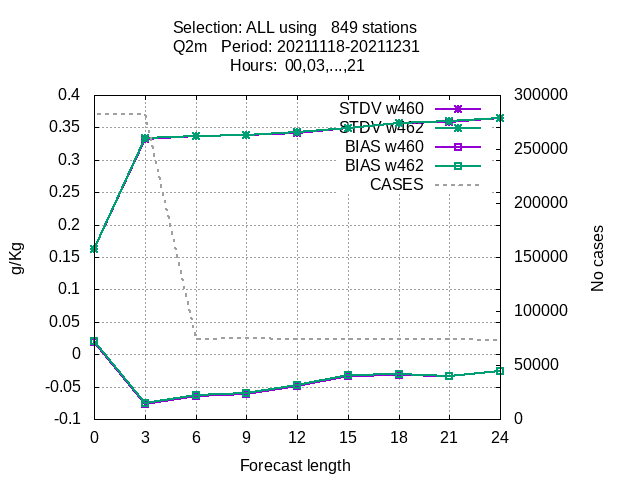 Selection: ALL using   849 stations
Q2m   Period: 20211118-20211231
Hours:  00,03,...,21
0.4
0.35
0.3
0.25
0.2
0.15
0.1
0.05
0
-0.05
-0.1
g/Kg
STDV w460
STDV w462
BIAS w460
BIAS w462
CASES
300000
250000
200000
150000
100000
50000
0
No cases
0 3 6 9 12 15 18 21 24
Forecast length